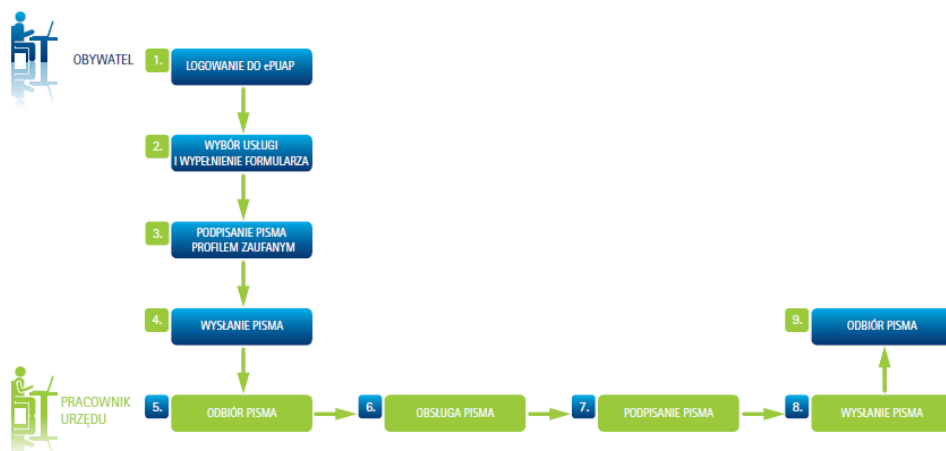 OBYWATEL
1.
LOGOWANIE DO ePUAP
2.
WYBÓR USŁUGI
I WYPEŁNIENIE FORMULARZA
3.
PODPISANIE PISMA
PROFILEM ZAUFANYM
4.
WYSŁANIE PISMA
9.
ODBIÓR PISMA
PRACOWNIK
URZĘDU
5.
ODBIÓR PISMA
6.
OBSŁUGA PISMA
7.
PODPISANIE PISMA
8.
WYSŁANIE PISMA